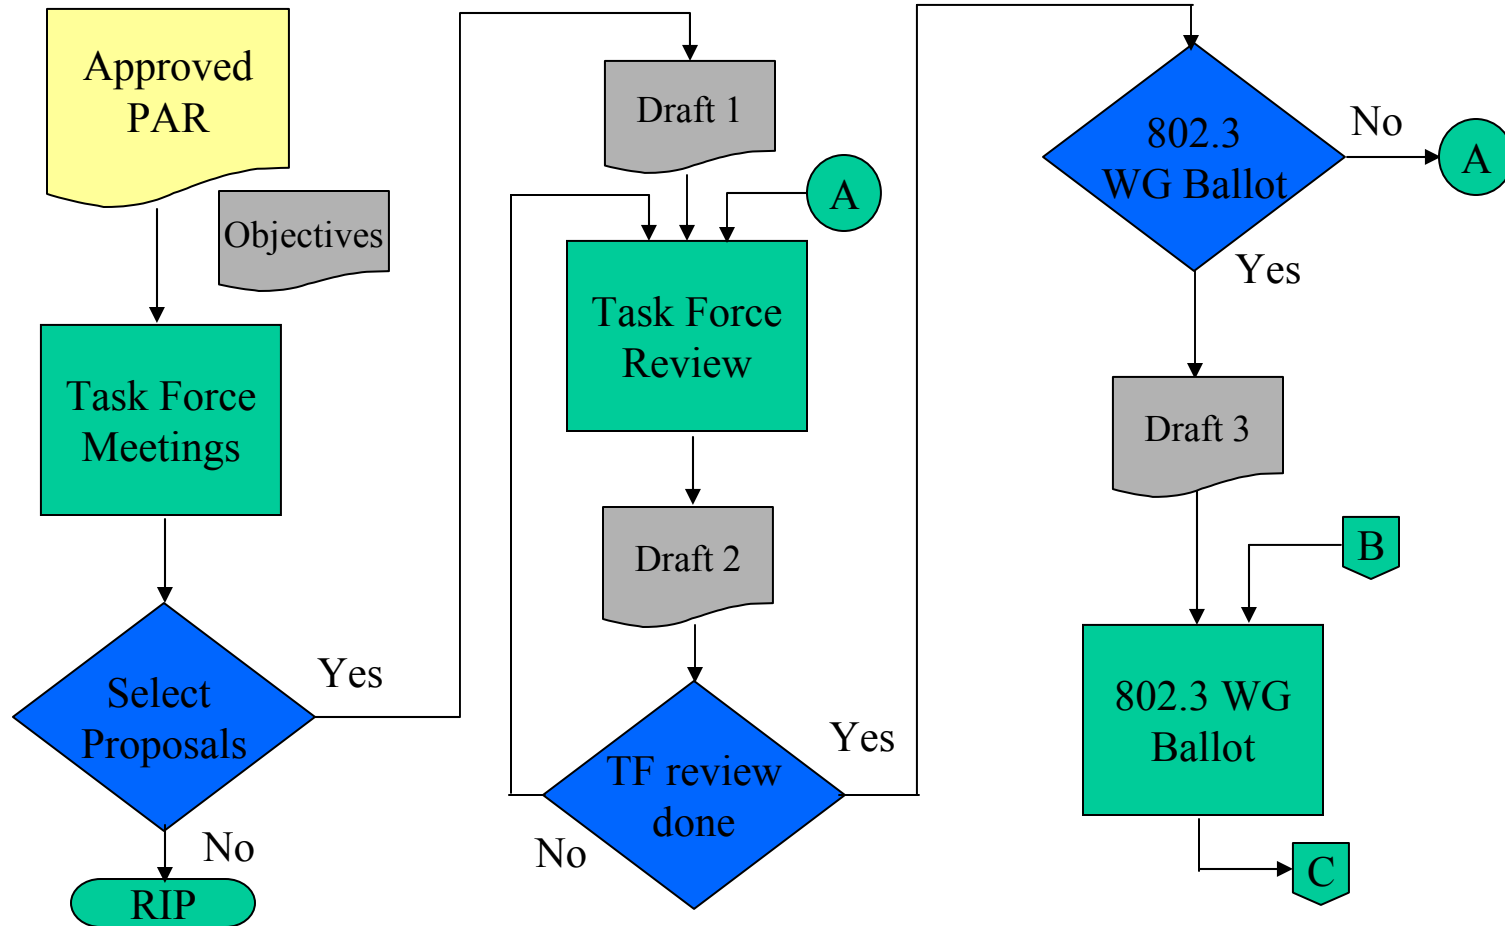 Approved
PAR
Objectives
Task Force
Meetings
Select
Proposals
Yes
No
RIP
Draft 1
A
Task Force
Review
Draft 2
TF review
done
Yes
No
802.3
WG Ballot
No
A
Yes
Draft 3
B
802.3 WG
Ballot
C